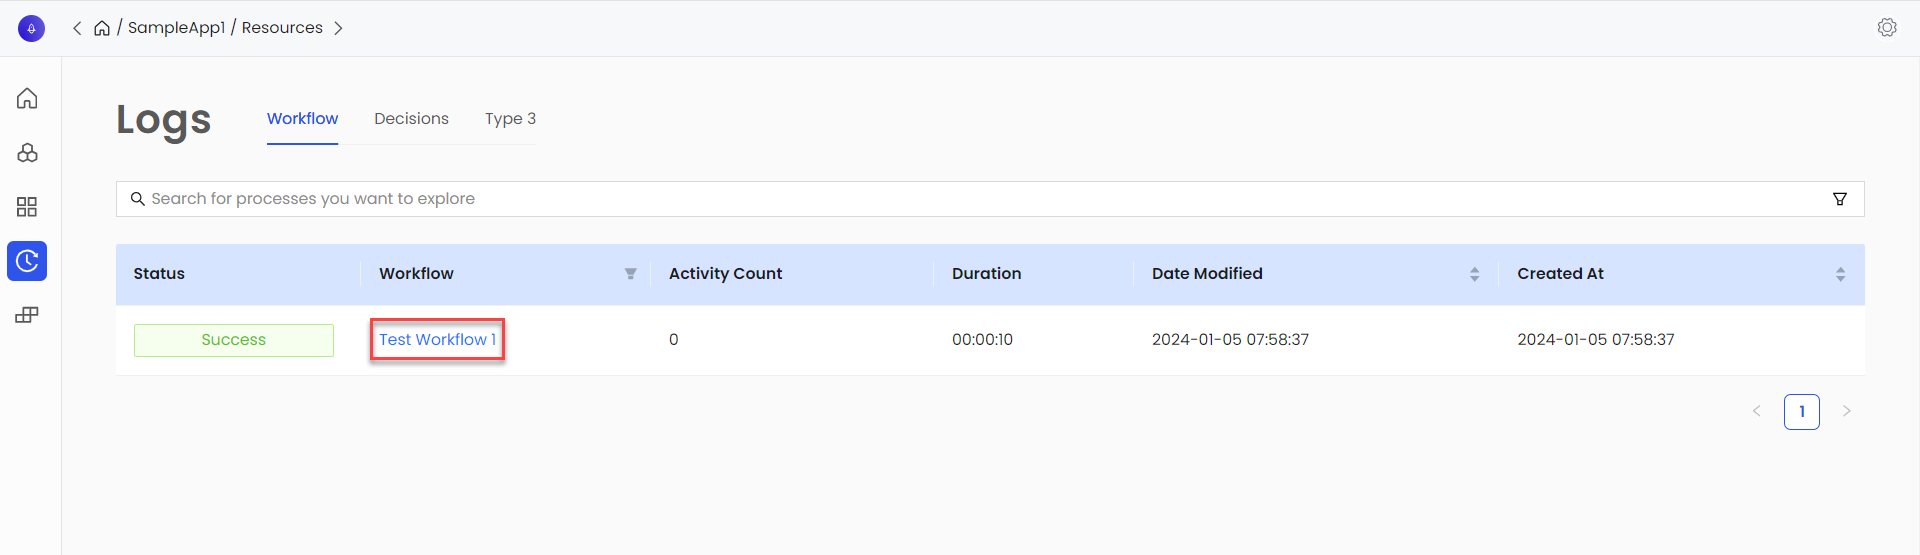 / SampleApp1 / Resources
Logs
Workflow Decisions Type 3
Search for processes you want to explore
Status Workflow Activity Count Duration Date Modified Created At
Success Test Workflow 1 0 00:00:10 2024-01-05 07:58:37 2024-01-05 07:58:37
1